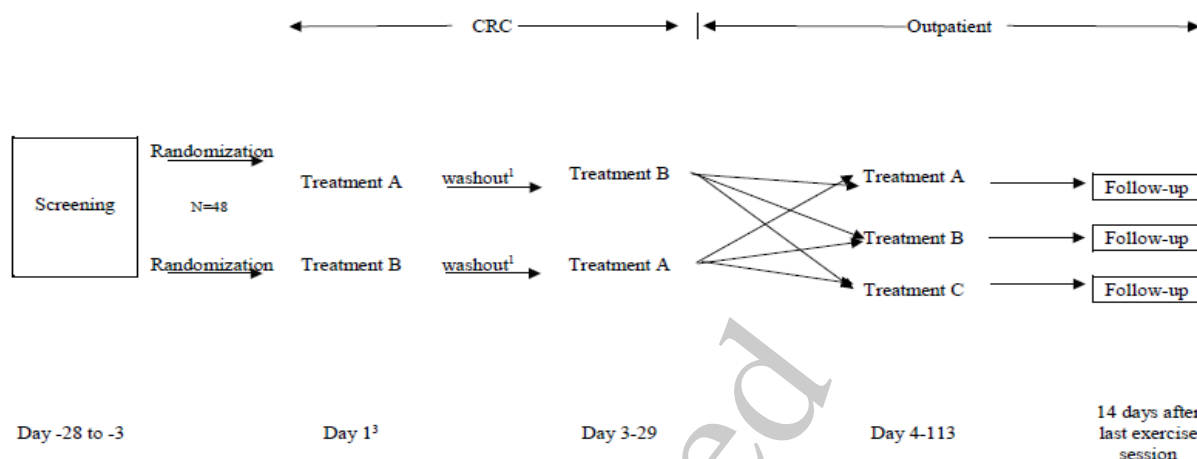 CRC
Outpatient
Randomization
Treatment A
washout¹
Treatment B
Treatment A
Follow-up
Screening
N=48
Treatment B
Follow-up
Randomization
Treatment B
washout¹
Treatment A
Treatment C
Follow-up
ed
Day -28 to -3
Day 1³
Day 3-29
Day 4-113
14 days after
last exercise
session